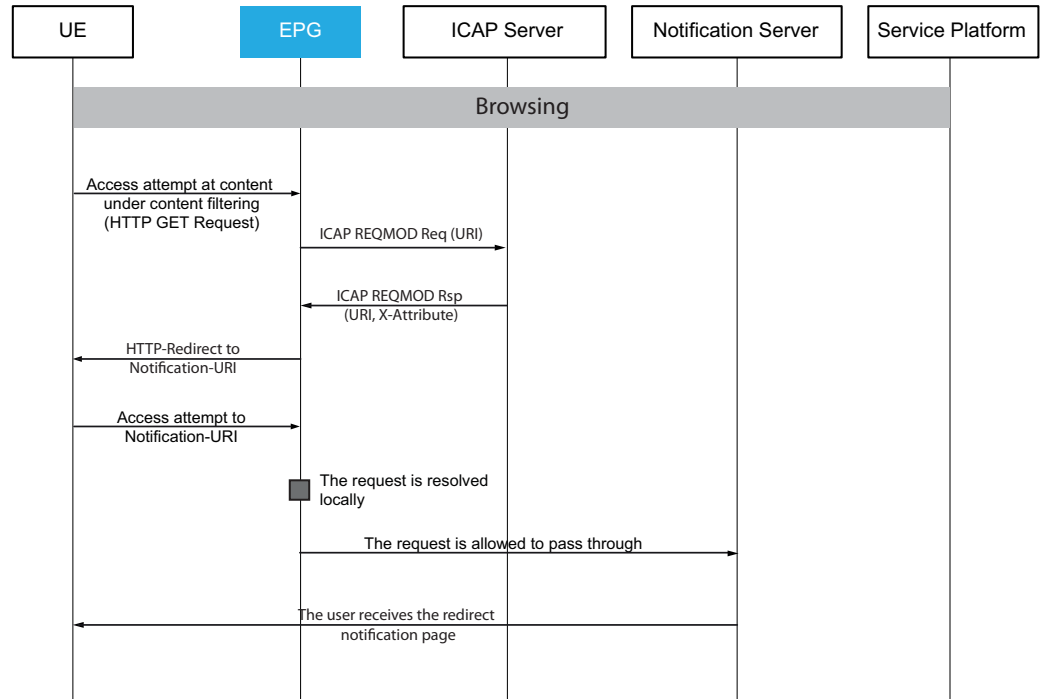 UE
EPG
ICAP Server
Notification Server
Service Platform
Browsing
Access attempt at content
under content filtering
(HTTP GET Request)
ICAP REQMOD Req (URI)
ICAP REQMOD Rsp
(URI, X-Attribute)
HTTP-Redirect to
Notification-URI
Access attempt to
Notification-URI
The request is resolved
locally
The request is allowed to pass through
The user receives the redirect
notification page